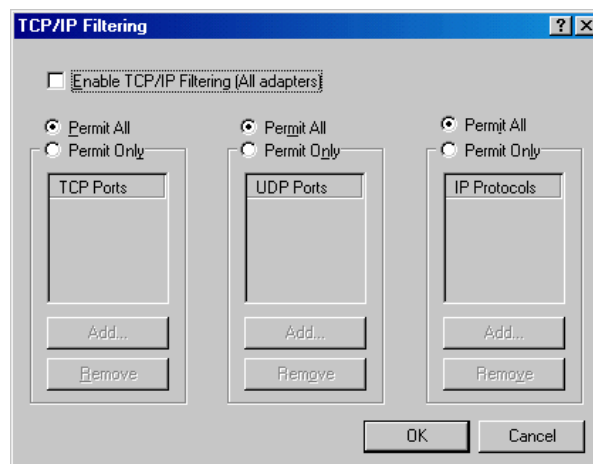 TCP/IP Filtering
Enable TCP/IP Filtering (All adapters)
Permit All
Permit Only
TCP Ports
Add...
Remove
Permit All
Permit Only
UDP Ports
Add...
Remove
Permit All
Permit Only
IP Protocols
Add...
Remove
OK
Cancel